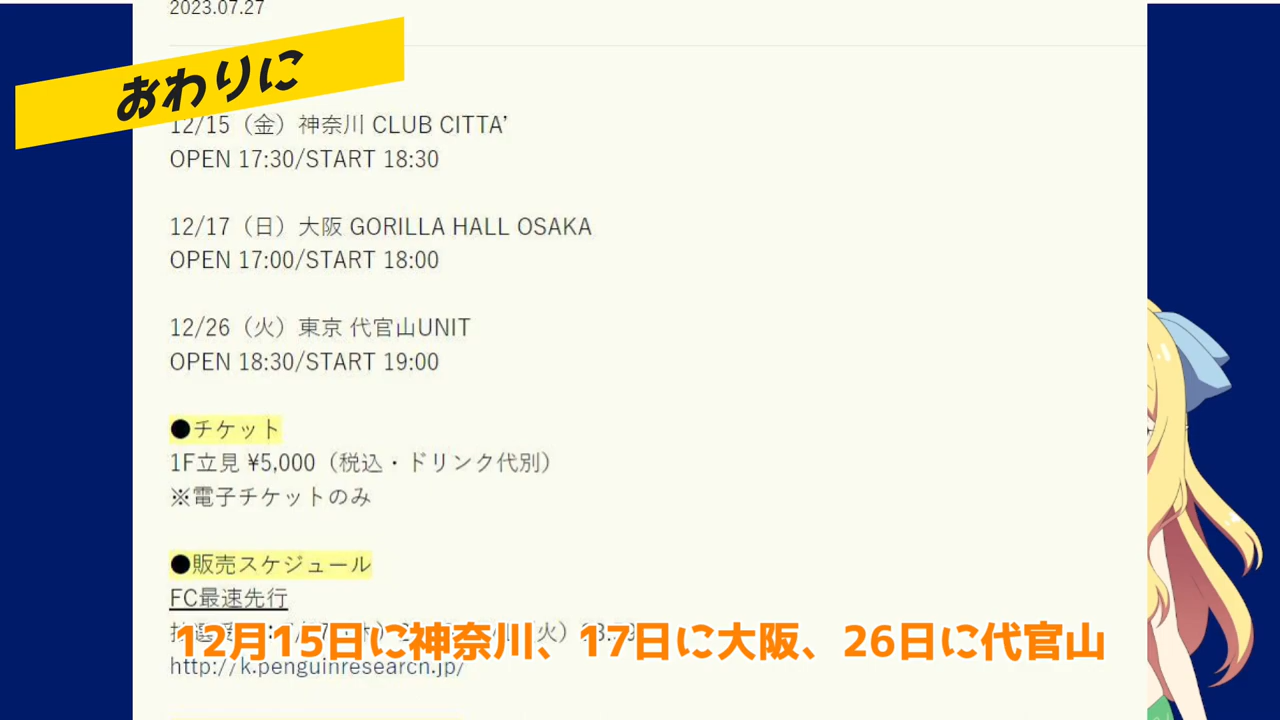 2023.07.27
おわりに
12/15（金）神奈川 CLUB CITTA’
OPEN 17:30/START 18:30
12/17（日）大阪 GORILLA HALL OSAKA
OPEN 17:00/START 18:00
12/26（火）東京 代官山UNIT
OPEN 18:30/START 19:00
●チケット
1F立見 ¥5,000（税込・ドリンク代別）
※電子チケットのみ
●販売スケジュール
FC最速先行
12月15日に神奈川、17日に大阪、26日に代官山
http://k.penguinresearch.jp/